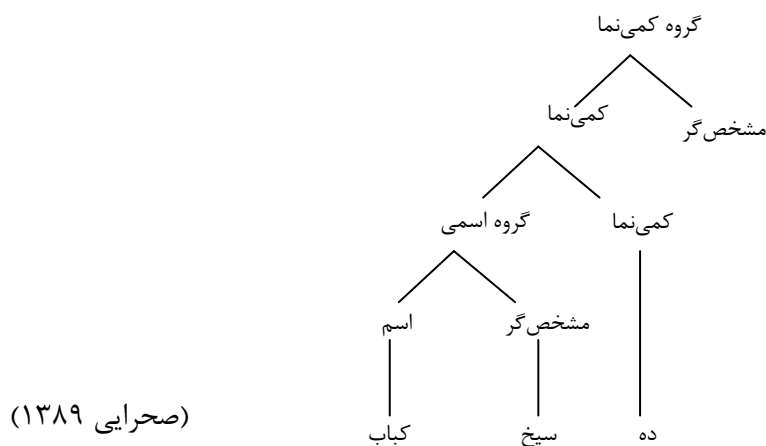 گروه کمی‌نما
مشخص‌گر
کمی‌نما
کمی‌نما
گروه اسمی
مشخص‌گر
اسم
ده
سیخ
کباب
(صحرایی ۱۳۸۹)